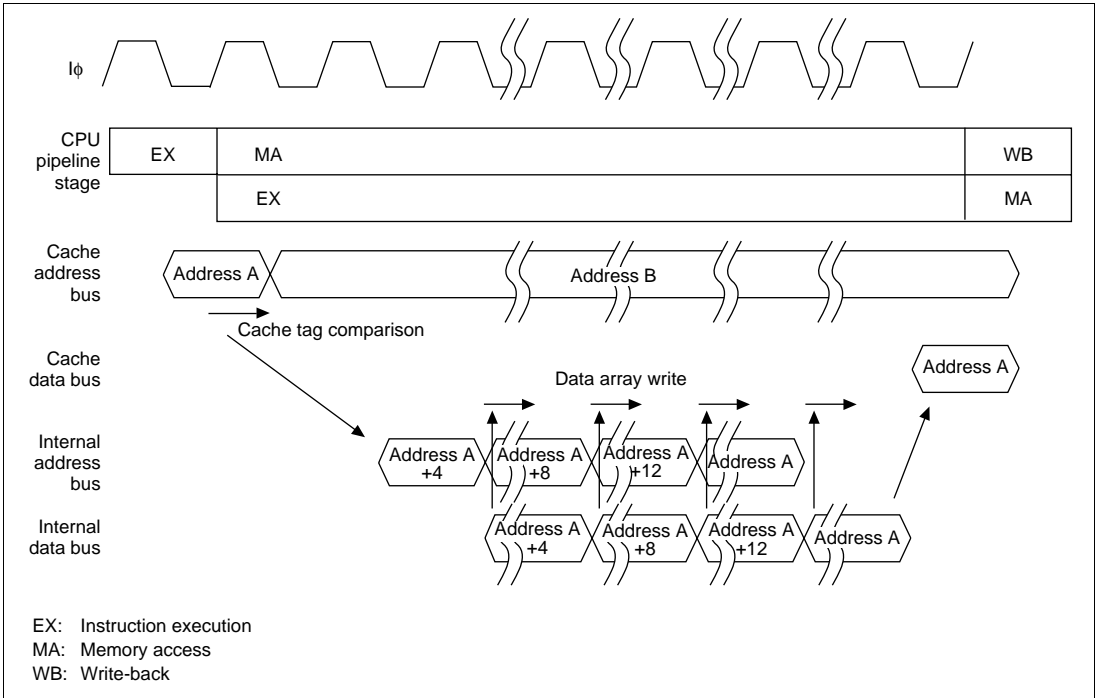 Iϕ
CPU
pipeline
stage
EX
MA
WB
EX
MA
Cache
address
bus
Address A
Address B
Cache tag comparison
Cache
data bus
Address A
Data array write
Internal
address
bus
Address A
+4
Address A
+8
Address A
+12
Address A
Internal
data bus
Address A
+4
Address A
+8
Address A
+12
Address A
EX: Instruction execution
MA: Memory access
WB: Write-back